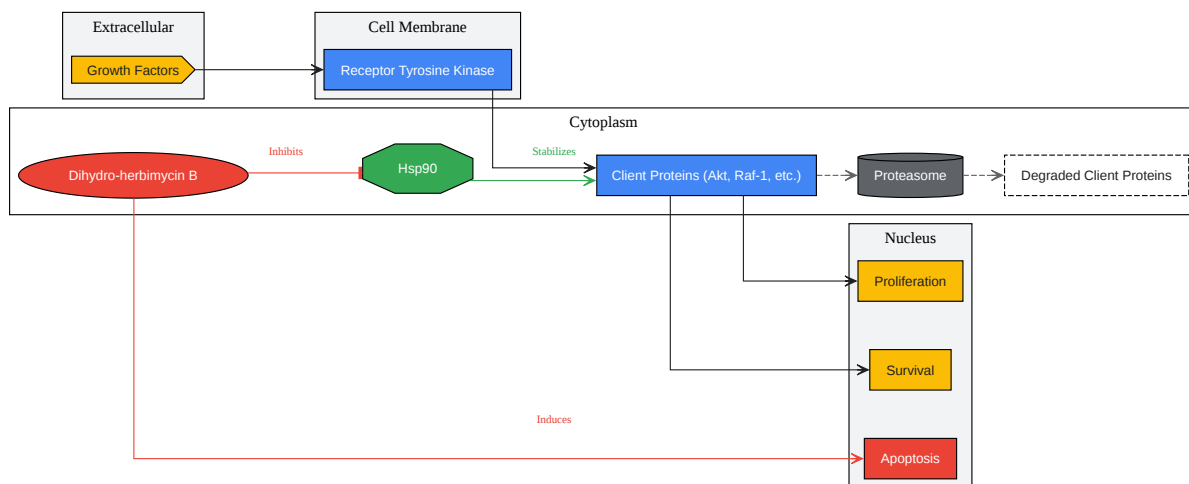 Extracellular
Cell Membrane
Growth Factors
Receptor Tyrosine Kinase
Cytoplasm
Inhibits
Stabilizes
Dihydro-herbimycin B
Hsp90
Client Proteins (Akt, Raf-1, etc.)
Proteasome
Degraded Client Proteins
Nucleus
Proliferation
Survival
Induces
Apoptosis